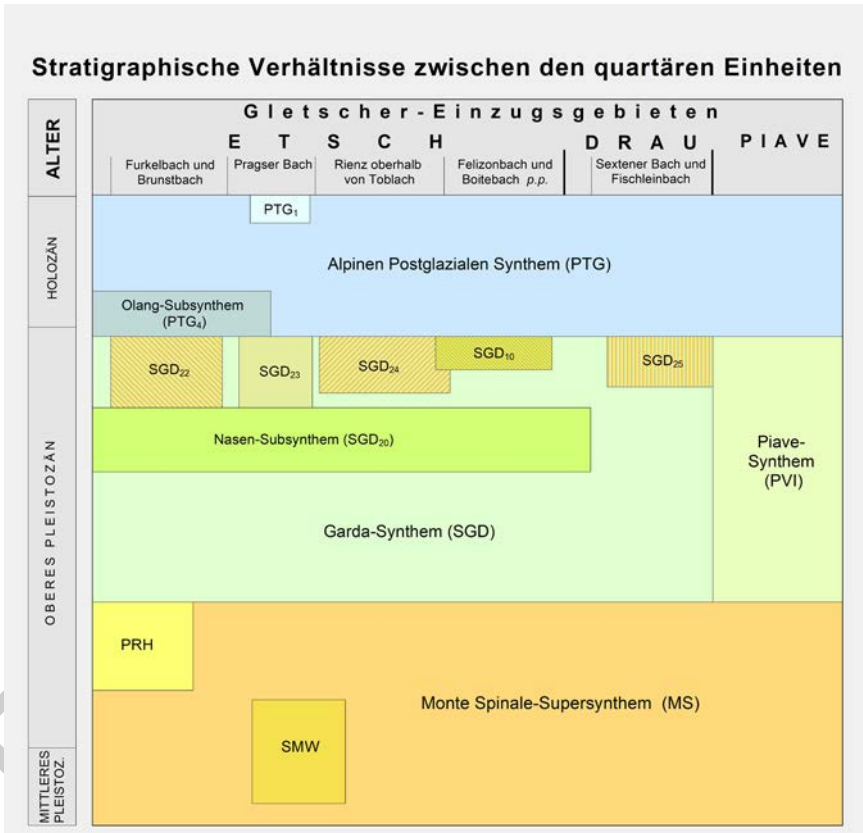 Stratigraphische Verhältnisse zwischen den quartären Einheiten
ALTER
Gletscher-Einzugsgebieten
ETSCH
DRAU
PIAVE
Furkelbach und
Brunstbach
Pragser Bach
Rienz oberhalb
von Toblach
Felizonbach und
Boitebach p.p.
Sextener Bach und
Fischleinbach
HOLOZÄN
PTG₁
Alpinen Postglazialen Synthem (PTG)
Olang-Subsynthem
(PTG₄)
OBERES PLEISTOZÄN
SGD₂₂
SGD₂₃
SGD₂₄
SGD₁₀
SGD₂₅
Nasen-Subsynthem (SGD₂₀)
Piave-
Synthem
(PVI)
Garda-Synthem (SGD)
PRH
Monte Spinale-Supersynthem (MS)
SMW
MITTLERES
PLEISTOZ.